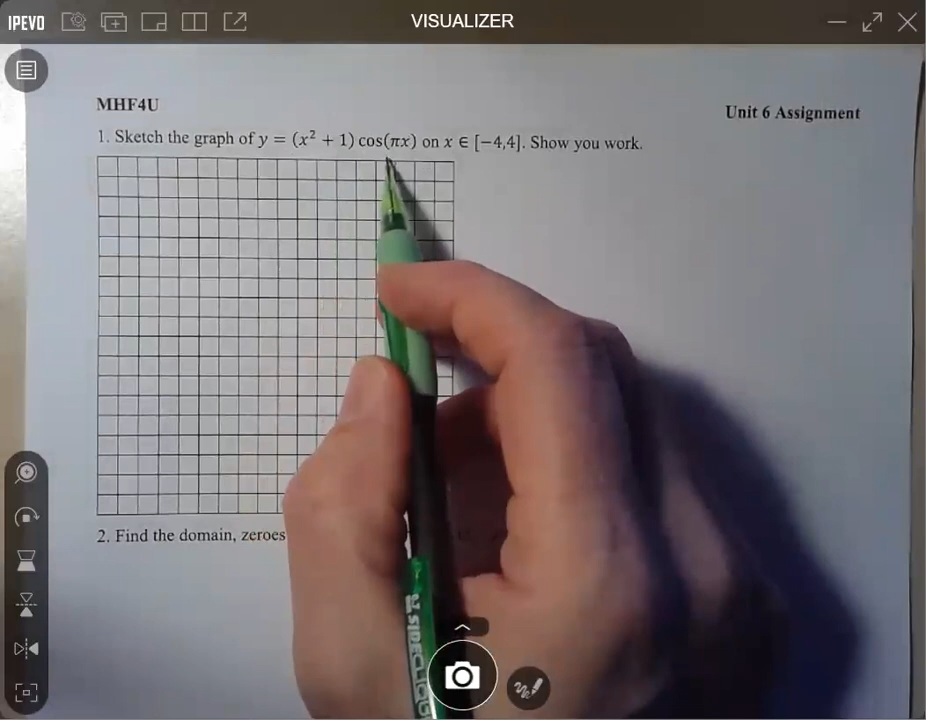 IPEVO
VISUALIZER
MHF4U
Unit 6 Assignment
1. Sketch the graph of y = (x² + 1) cos(πx) on x ∈ [−4,4]. Show you work.
2. Find the domain, zeroes